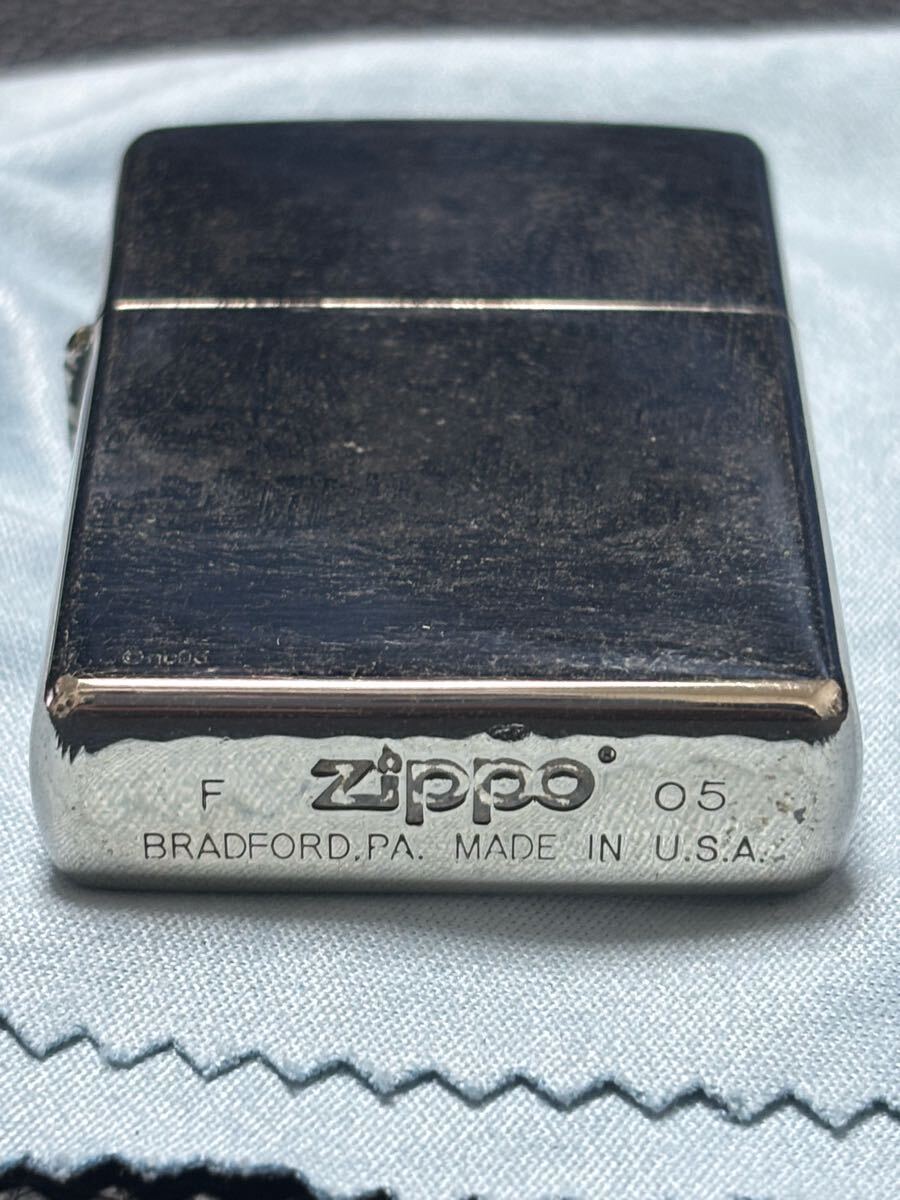 F zippo® 05
BRADFORD, PA. MADE IN U.S.A.